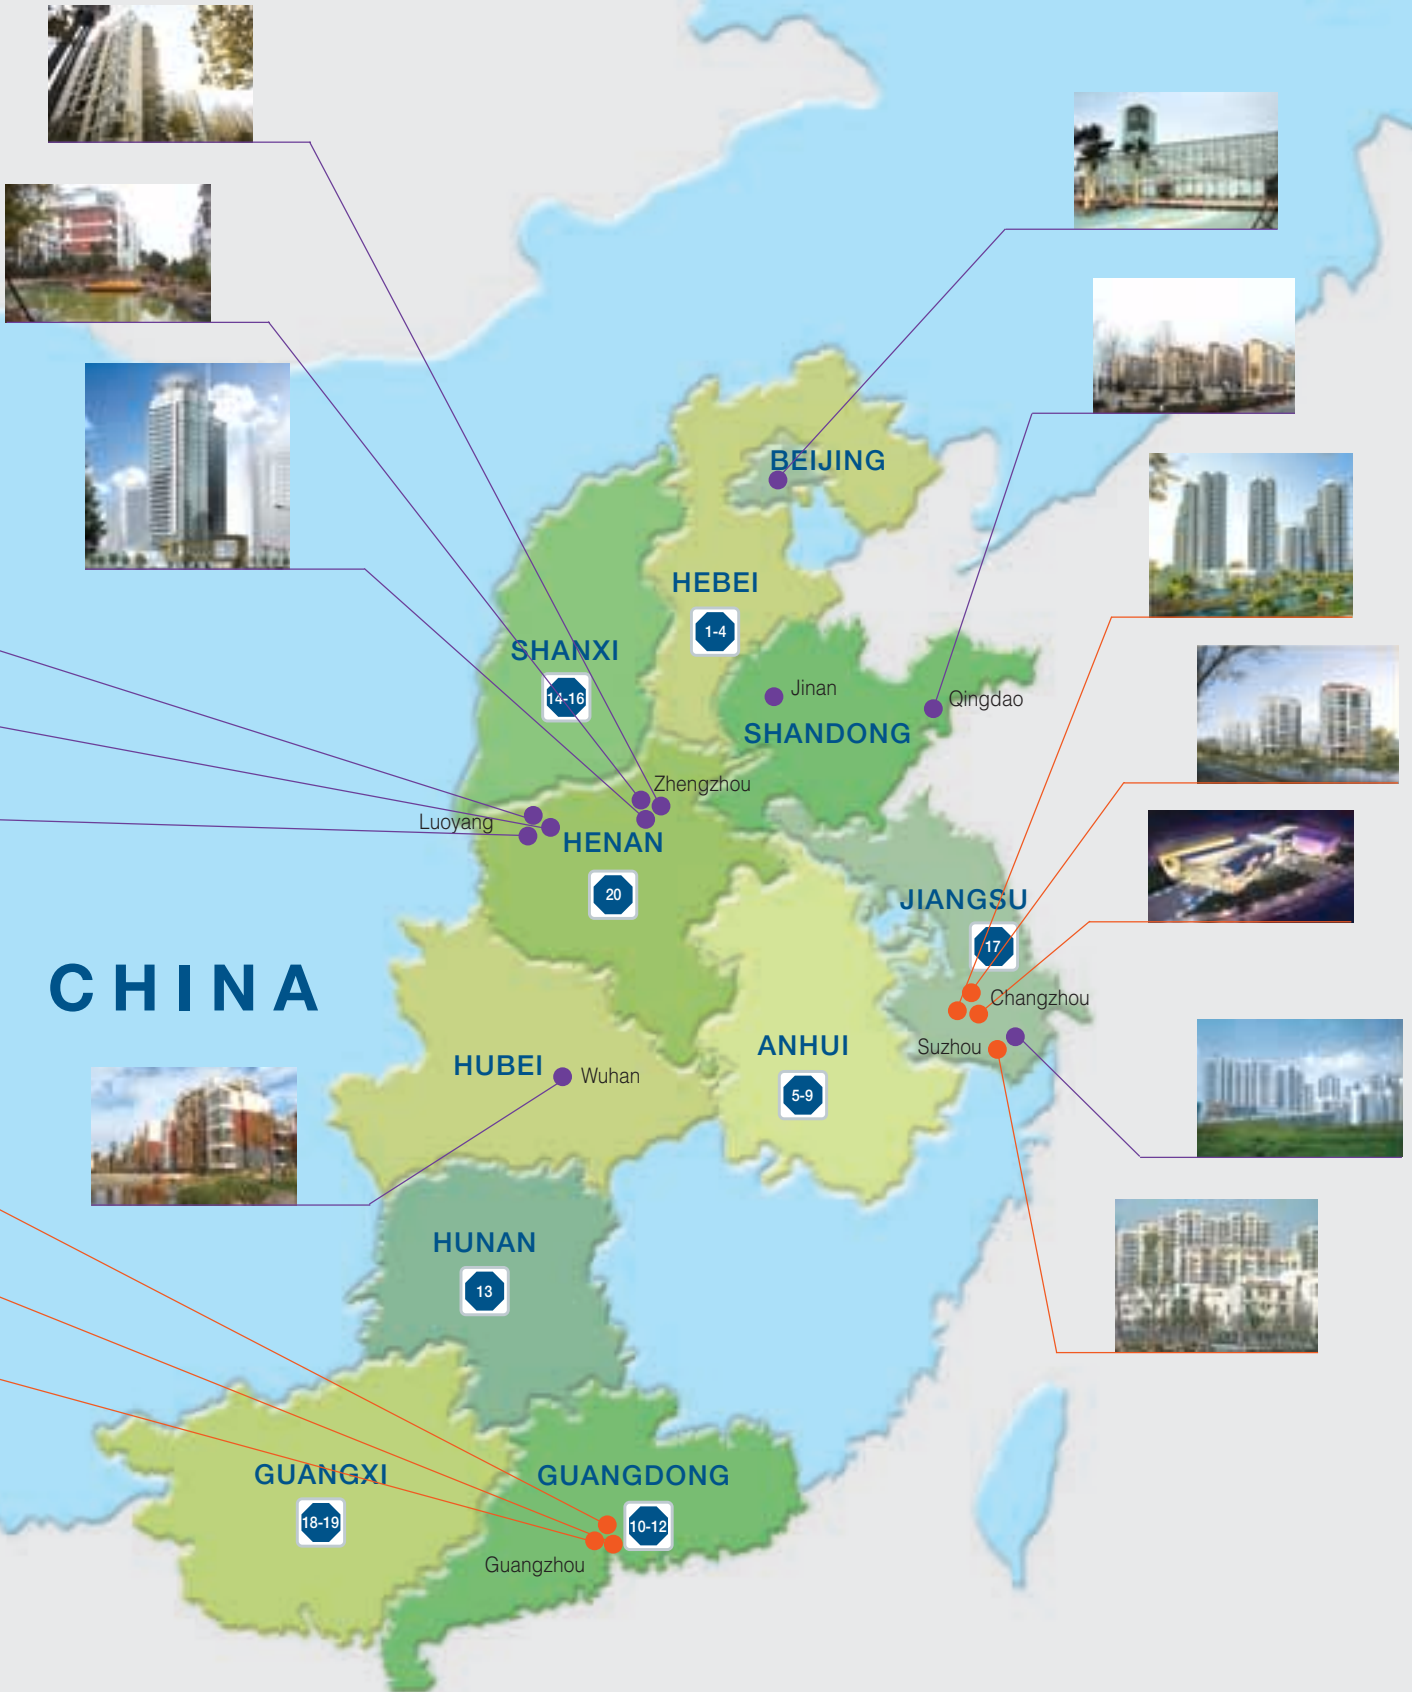 BEIJING
HEBEI
1-4
SHANXI
14-16
Jinan
Qingdao
SHANDONG
Zhengzhou
Luoyang
HENAN
20
JIANGSU
17
CHINA
Changzhou
Suzhou
ANHUI
5-9
HUBEI
Wuhan
HUNAN
13
GUANGXI
18-19
GUANGDONG
10-12
Guangzhou